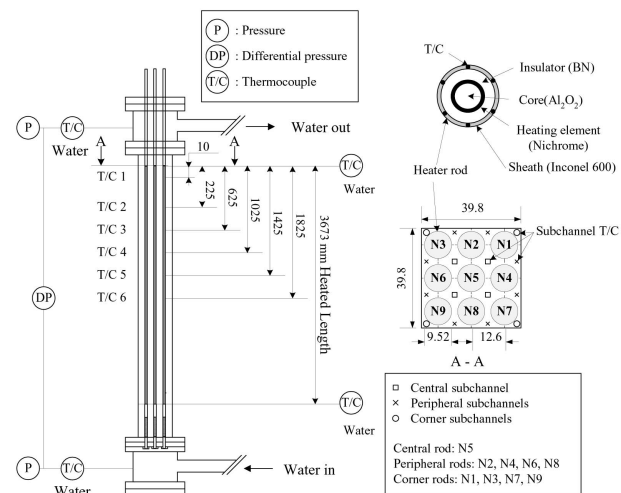 P : Pressure
DP : Differential pressure
T/C : Thermocouple
P
T/C
Water
Water out
A
A
10
T/C
Water
T/C 1
T/C 2
T/C 3
T/C 4
T/C 5
T/C 6
225
625
1025
1425
1825
3673 mm Heated Length
DP
T/C
Water
P
T/C
Water
Water in
T/C
Insulator (BN)
Core(Al2O2)
Heating element
(Nichrome)
Sheath (Inconel 600)
Heater rod
39.8
Subchannel T/C
39.8
N3 N2 N1
N6 N5 N4
N9 N8 N7
9.52 12.6
A - A
□ Central subchannel
× Peripheral subchannels
○ Corner subchannels
Central rod: N5
Peripheral rods: N2, N4, N6, N8
Corner rods: N1, N3, N7, N9